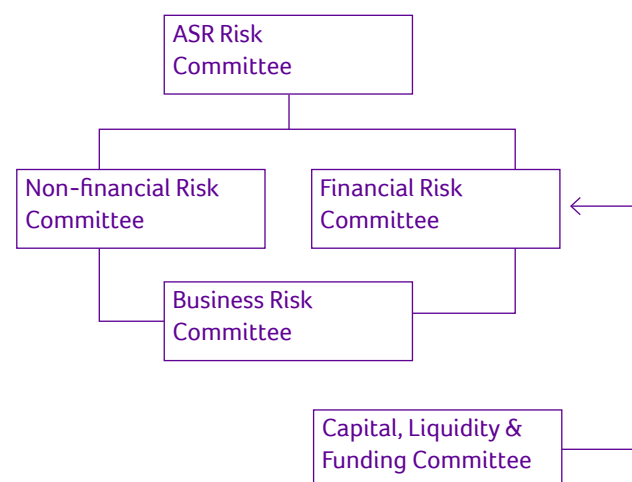 ASR Risk
Committee
Non-financial Risk
Committee
Financial Risk
Committee
Business Risk
Committee
Capital, Liquidity &
Funding Committee